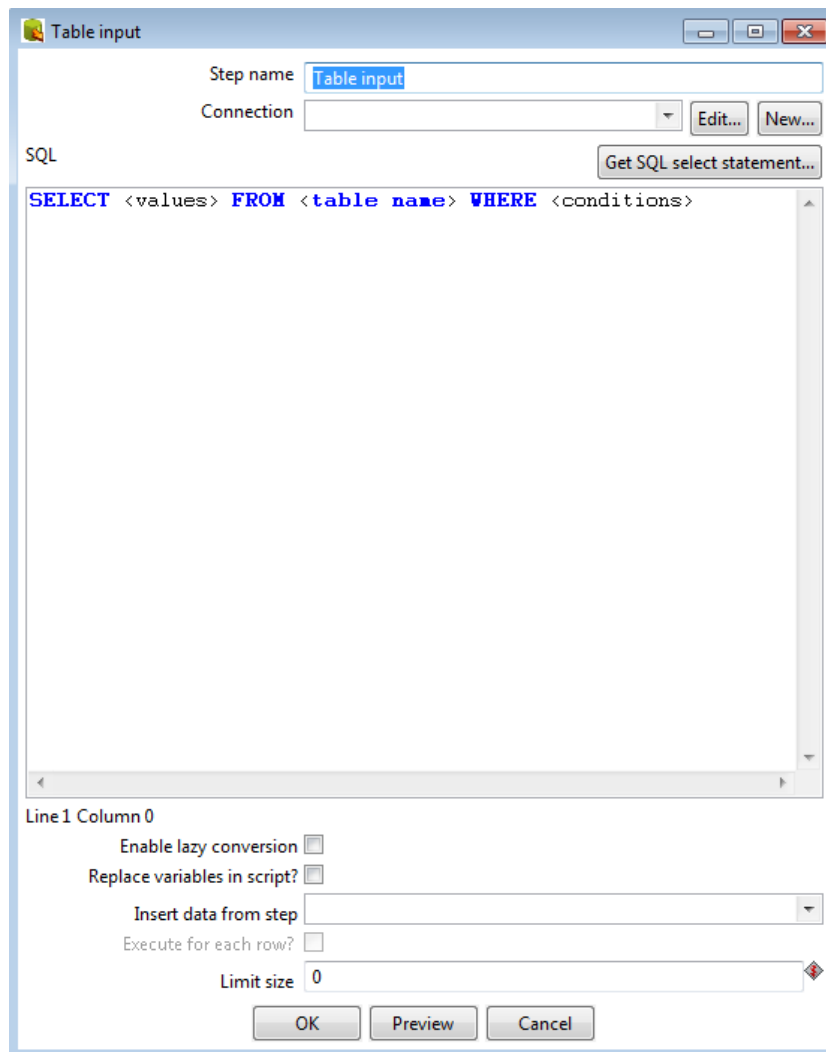 Table input
Step name Table input
Connection Edit... New...
SQL Get SQL select statement...
SELECT <values> FROM <table name> WHERE <conditions>
Line 1 Column 0
Enable lazy conversion
Replace variables in script?
Insert data from step
Execute for each row?
Limit size 0
OK Preview Cancel